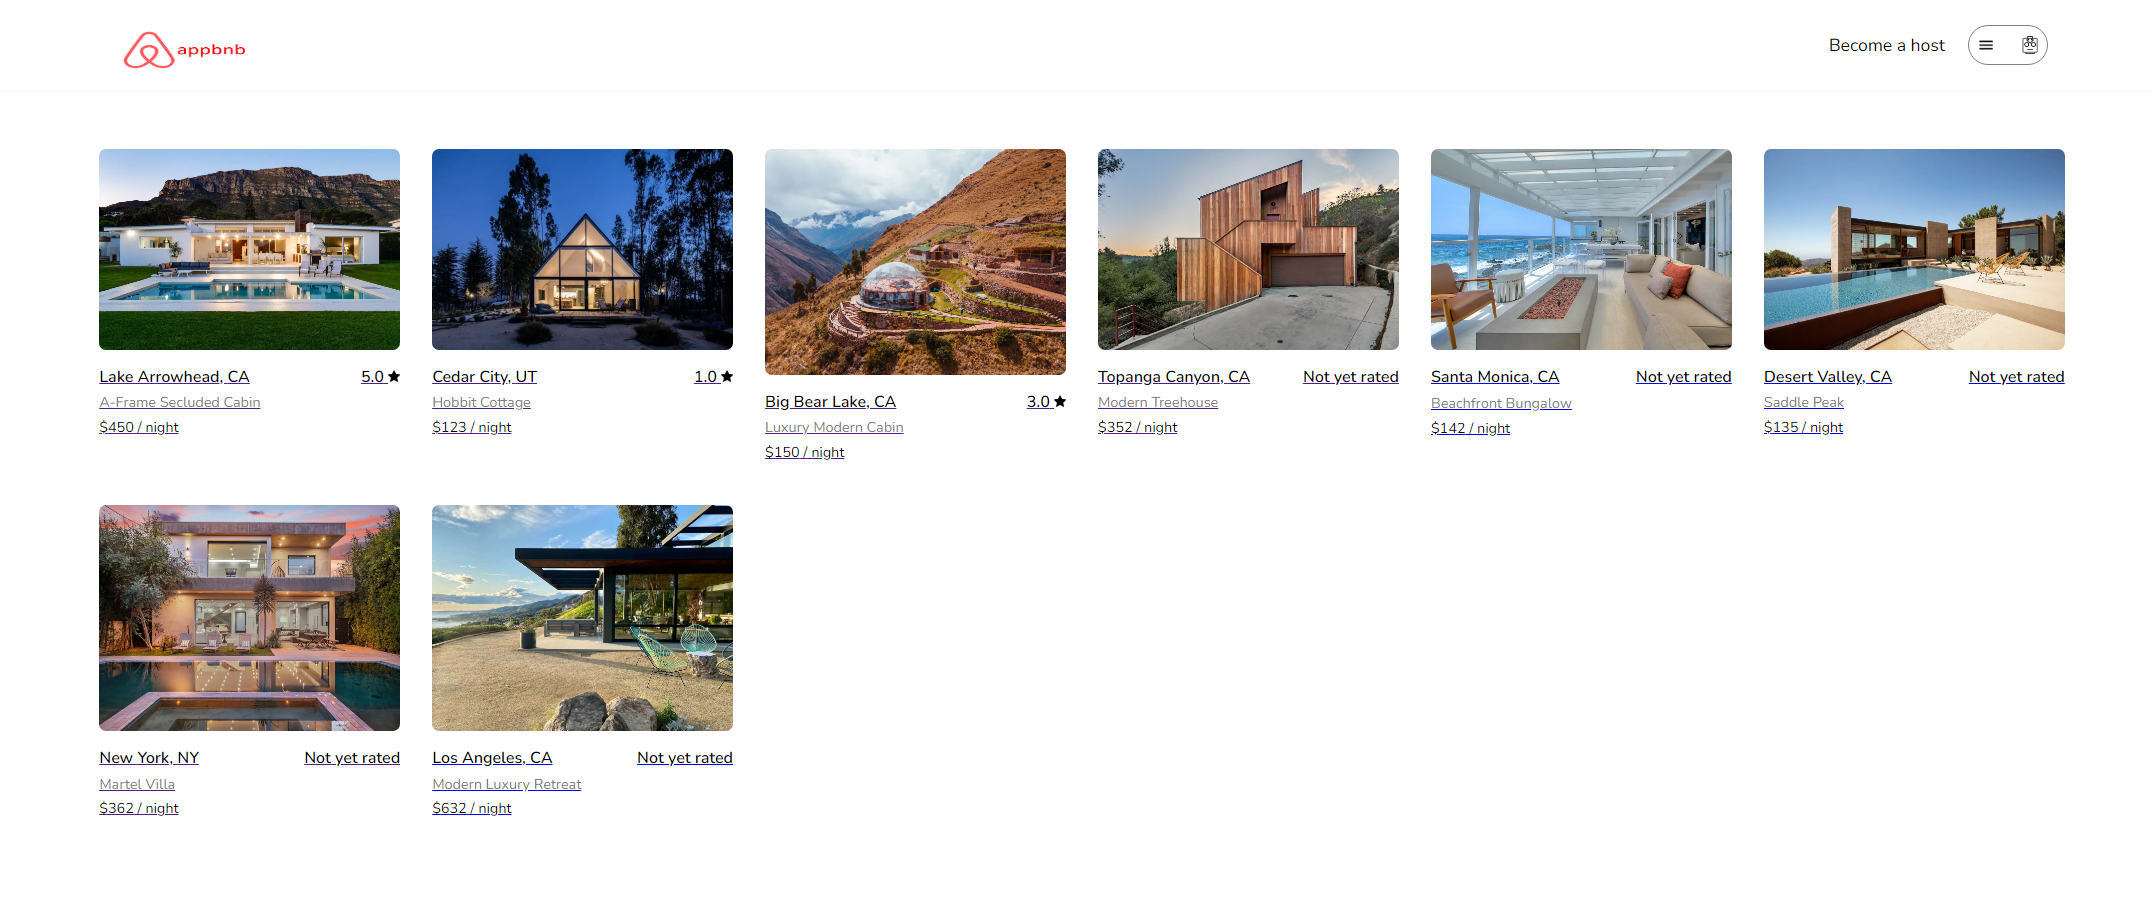 appbnb
Become a host
Lake Arrowhead, CA 5.0 ★
A-Frame Secluded Cabin
$450 / night
Cedar City, UT 1.0 ★
Hobbit Cottage
$123 / night
Big Bear Lake, CA 3.0 ★
Luxury Modern Cabin
$150 / night
Topanga Canyon, CA Not yet rated
Modern Treehouse
$352 / night
Santa Monica, CA Not yet rated
Beachfront Bungalow
$142 / night
Desert Valley, CA Not yet rated
Saddle Peak
$135 / night
New York, NY Not yet rated
Martel Villa
$362 / night
Los Angeles, CA Not yet rated
Modern Luxury Retreat
$632 / night